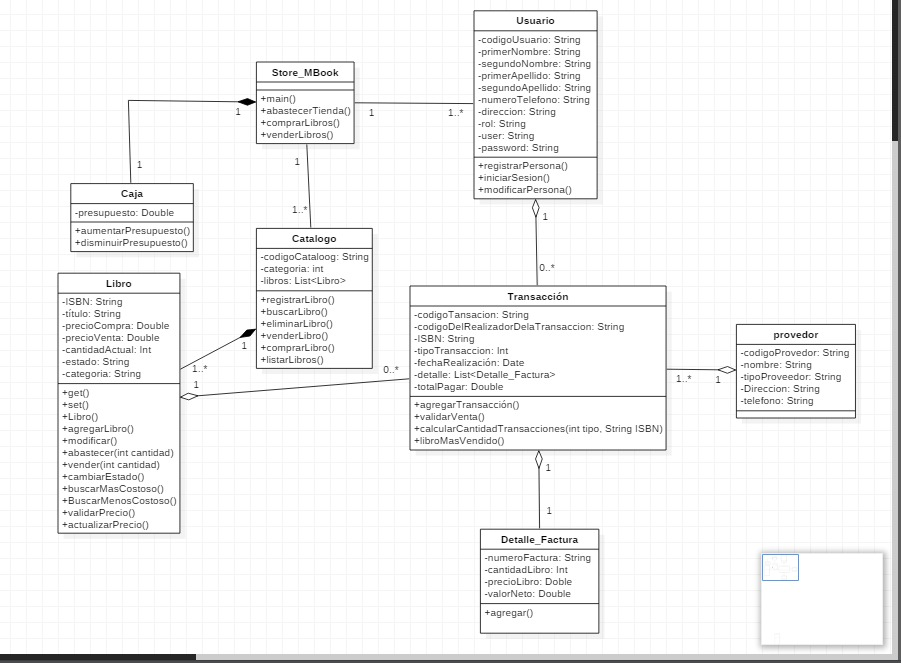 Usuario
-codigoUsuario: String
-primerNombre: String
-segundoNombre: String
-primerApellido: String
-segundoApellido: String
-numeroTelefono: String
-direccion: String
-rol: String
-user: String
-password: String
+registrarPersona()
+iniciarSesion()
+modificarPersona()
Store_MBook
+main()
+abastecerTienda()
+comprarLibros()
+venderLibros()
1
1
1..*
1
1
1..*
1
0..*
Caja
-presupuesto: Double
+aumentarPresupuesto()
+disminuirPresupuesto()
Catalogo
-codigoCataloog: String
-categoria: int
-libros: List<Libro>
+registrarLibro()
+buscarLibro()
+eliminarLibro()
+venderLibro()
+comprarLibro()
+listarLibros()
Libro
-ISBN: String
-título: String
-precioCompra: Double
-precioVenta: Double
-cantidadActual: Int
-estado: String
-categoria: String
+get()
+set()
+Libro()
+agregarLibro()
+modificar()
+abastecer(int cantidad)
+vender(int cantidad)
+cambiarEstado()
+buscarMasCostoso()
+BuscarMenosCostoso()
+validarPrecio()
+actualizarPrecio()
1
1..*
1
0..*
Transacción
-codigoTansacion: String
-codigoDelRealizadorDelaTransaccion: String
-ISBN: String
-tipoTransaccion: Int
-fechaRealización: Date
-detalle: List<Detalle_Factura>
-totalPagar: Double
+agregarTransacción()
+validarVenta()
+calcularCantidadTransacciones(int tipo, String ISBN)
+libroMasVendido()
1..*
1
provedor
-codigoProvedor: String
-nombre: String
-tipoProveedor: String
-Direccion: String
-telefono: String
1
1
Detalle_Factura
-numeroFactura: String
-cantidadLibro: Int
-precioLibro: Doble
-valorNeto: Double
+agregar()